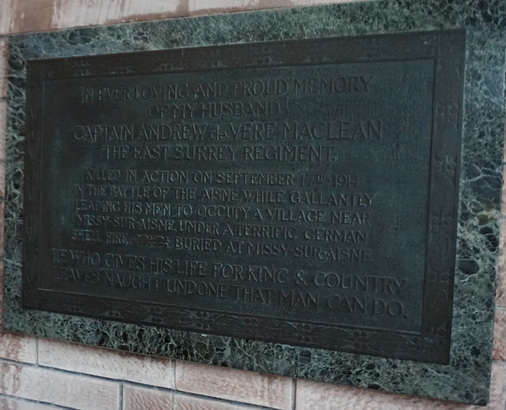 IN EVER LOVING AND PROUD MEMORY
OF MY HUSBAND
CAPTAIN ANDREW de VERE MACLEAN
THE EAST SURREY REGIMENT.
KILLED IN ACTION ON SEPTEMBER 17TH 1914
IN THE BATTLE OF THE AISNE WHILE GALLANTLY
LEADING HIS MEN TO OCCUPY A VILLAGE NEAR
MISSY-SUR-AISNE UNDER A TERRIFIC GERMAN
SHELL FIRE. BURIED AT MISSY-SUR-AISNE.
HE WHO GIVES HIS LIFE FOR KING & COUNTRY
LEAVES NAUGHT UNDONE THAT MAN CAN DO.